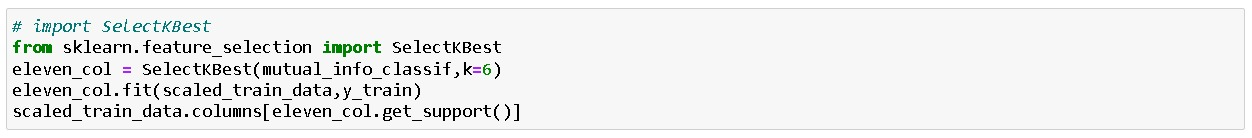 # import SelectKBest
from sklearn.feature_selection import SelectKBest
eleven_col = SelectKBest(mutual_info_classif,k=6)
eleven_col.fit(scaled_train_data,y_train)
scaled_train_data.columns[eleven_col.get_support()]